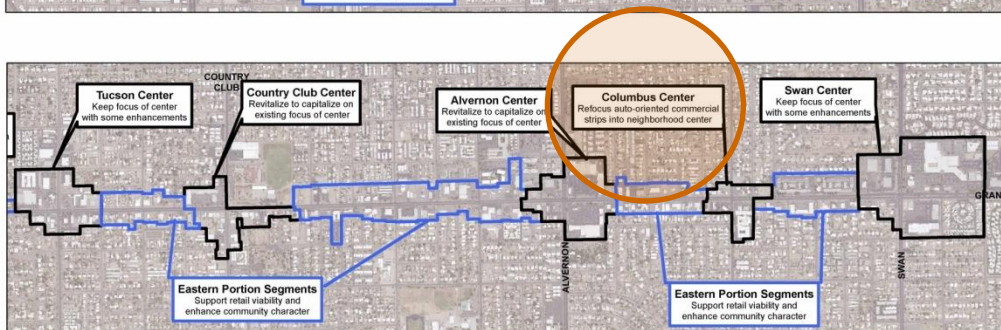 COUNTRY
CLUB
Tucson Center
Keep focus of center
with some enhancements
Country Club Center
Revitalize to capitalize on
existing focus of center
Alvernon Center
Revitalize to capitalize on
existing focus of center
Columbus Center
Refocus auto-oriented commercial
strips into neighborhood center
Swan Center
Keep focus of center
with some enhancements
GRAN
ALVERNON
SWAN
Eastern Portion Segments
Support retail viability and
enhance community character
Eastern Portion Segments
Support retail viability and
enhance community character